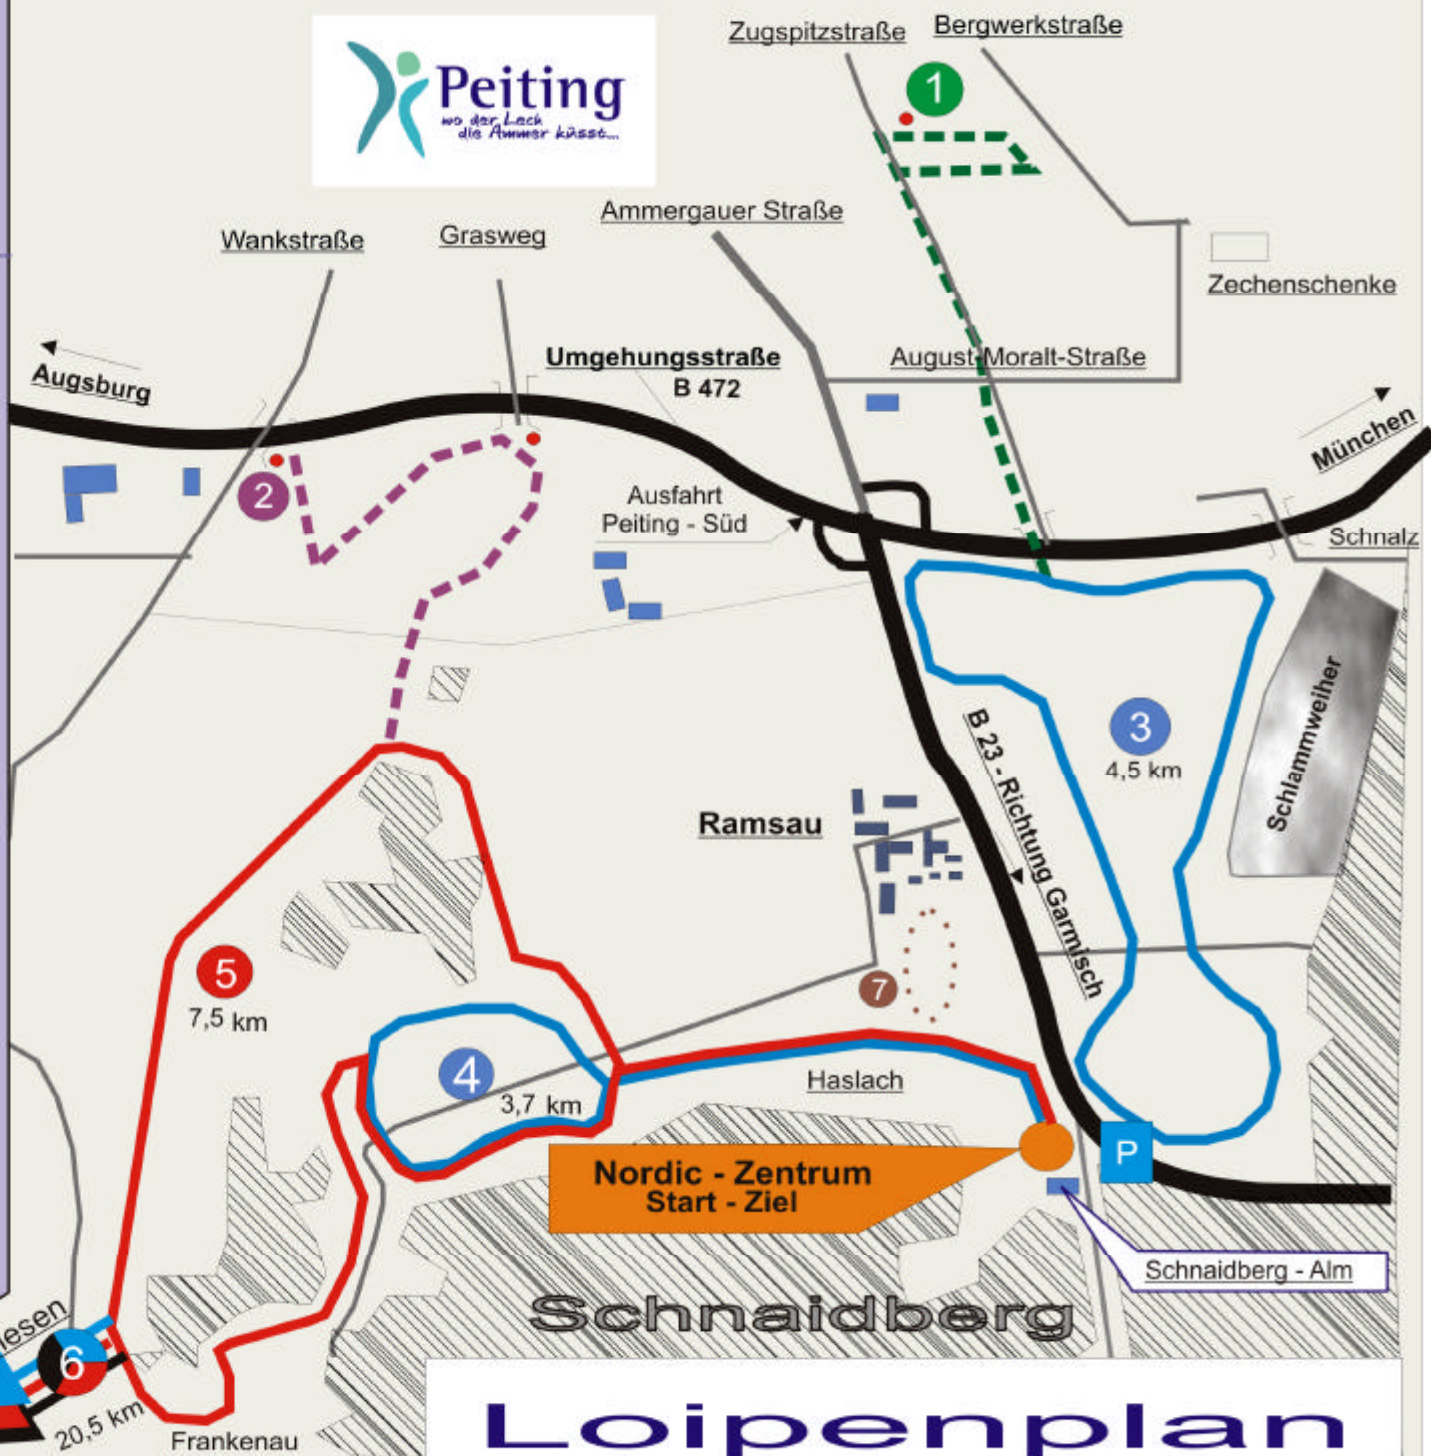 Zugspitzstraße
Bergwerkstraße
1
Peiting
wo der Lech
die Ammer küsst...
Ammergauer Straße
Wankstraße
Grasweg
Zechenschenke
Augsburg
Umgehungsstraße
B 472
August-Moralt-Straße
München
2
Ausfahrt
Peiting - Süd
Schnalz
3
4,5 km
B 23 - Richtung Garmisch
Schlammweiher
Ramsau
5
7,5 km
7
4
3,7 km
Haslach
Nordic - Zentrum
Start - Ziel
P
Schnaidberg - Alm
Schnaidberg
6
20,5 km
Frankenau
Loipenplan